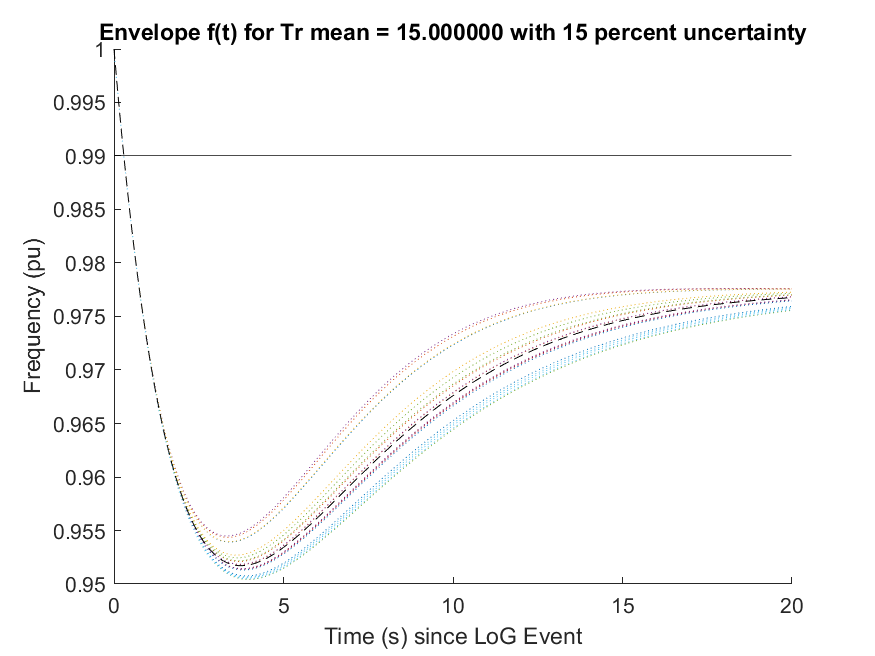 Envelope f(t) for Tr mean = 15.000000 with 15 percent uncertainty
1
0.995
0.99
0.985
0.98
0.975
0.97
0.965
0.96
0.955
0.95
Frequency (pu)
0 5 10 15 20
Time (s) since LoG Event